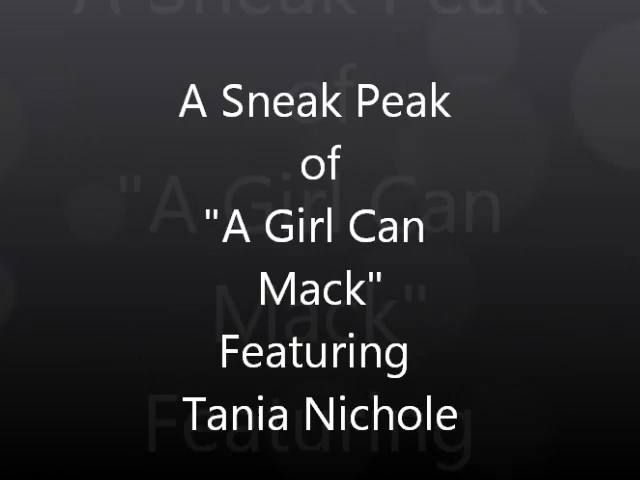 A Sneak Peak
of
"A Girl Can
Mack"
Featuring
Tania Nichole